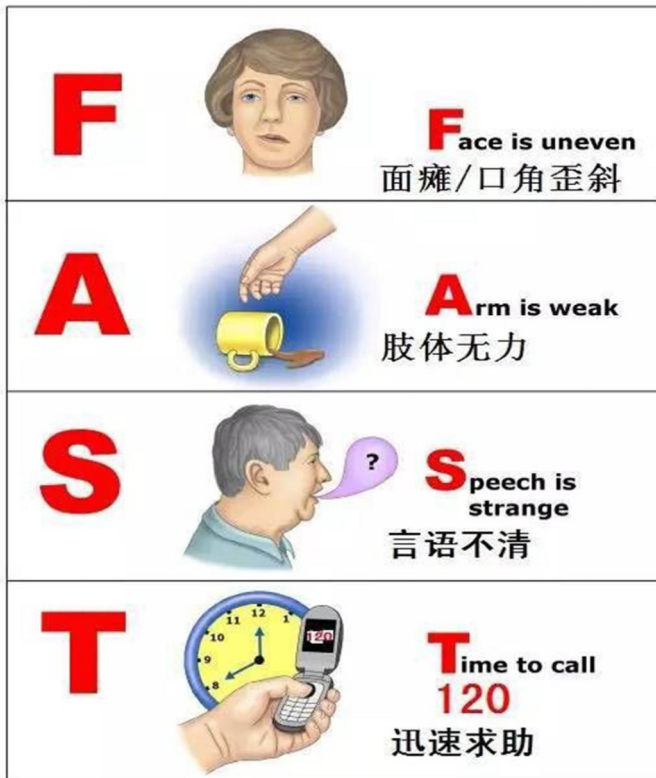 F
Face is uneven
面瘫/口角歪斜
A
Arm is weak
肢体无力
S
?
Speech is
strange
言语不清
T
12
11
1
10
9
8
120
Time to call
120
迅速求助